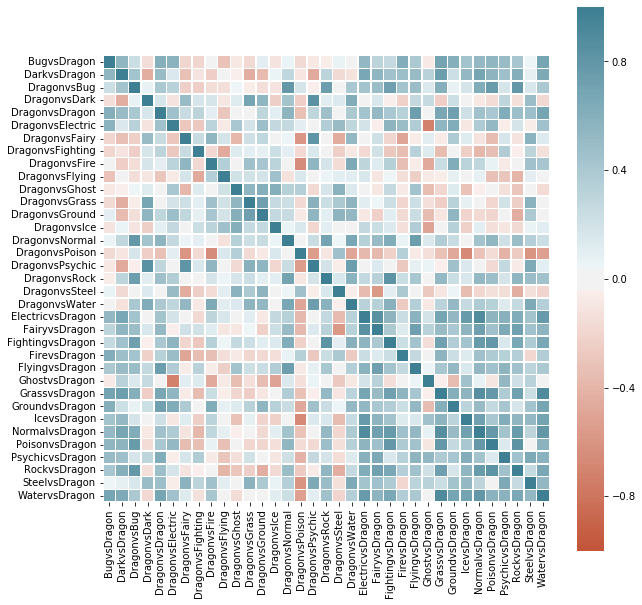 BugvsDragon
DarkvsDragon
DragonvsBug
DragonvsDark
DragonvsDragon
DragonvsElectric
DragonvsFairy
DragonvsFighting
DragonvsFire
DragonvsFlying
DragonvsGhost
DragonvsGrass
DragonvsGround
DragonvsIce
DragonvsNormal
DragonvsPoison
DragonvsPsychic
DragonvsRock
DragonvsSteel
DragonvsWater
ElectricvsDragon
FairyvsDragon
FightingvsDragon
FirevsDragon
FlyingvsDragon
GhostvsDragon
GrassvsDragon
GroundvsDragon
IcevsDragon
NormalvsDragon
PoisonvsDragon
PsychicvsDragon
RockvsDragon
SteelvsDragon
WatervsDragon
BugvsDragon
DarkvsDragon
DragonvsBug
DragonvsDark
DragonvsDragon
DragonvsElectric
DragonvsFairy
DragonvsFighting
DragonvsFire
DragonvsFlying
DragonvsGhost
DragonvsGrass
DragonvsGround
DragonvsIce
DragonvsNormal
DragonvsPoison
DragonvsPsychic
DragonvsRock
DragonvsSteel
DragonvsWater
ElectricvsDragon
FairyvsDragon
FightingvsDragon
FirevsDragon
FlyingvsDragon
GhostvsDragon
GrassvsDragon
GroundvsDragon
IcevsDragon
NormalvsDragon
PoisonvsDragon
PsychicvsDragon
RockvsDragon
SteelvsDragon
WatervsDragon
0.8
0.4
0.0
−0.4
−0.8